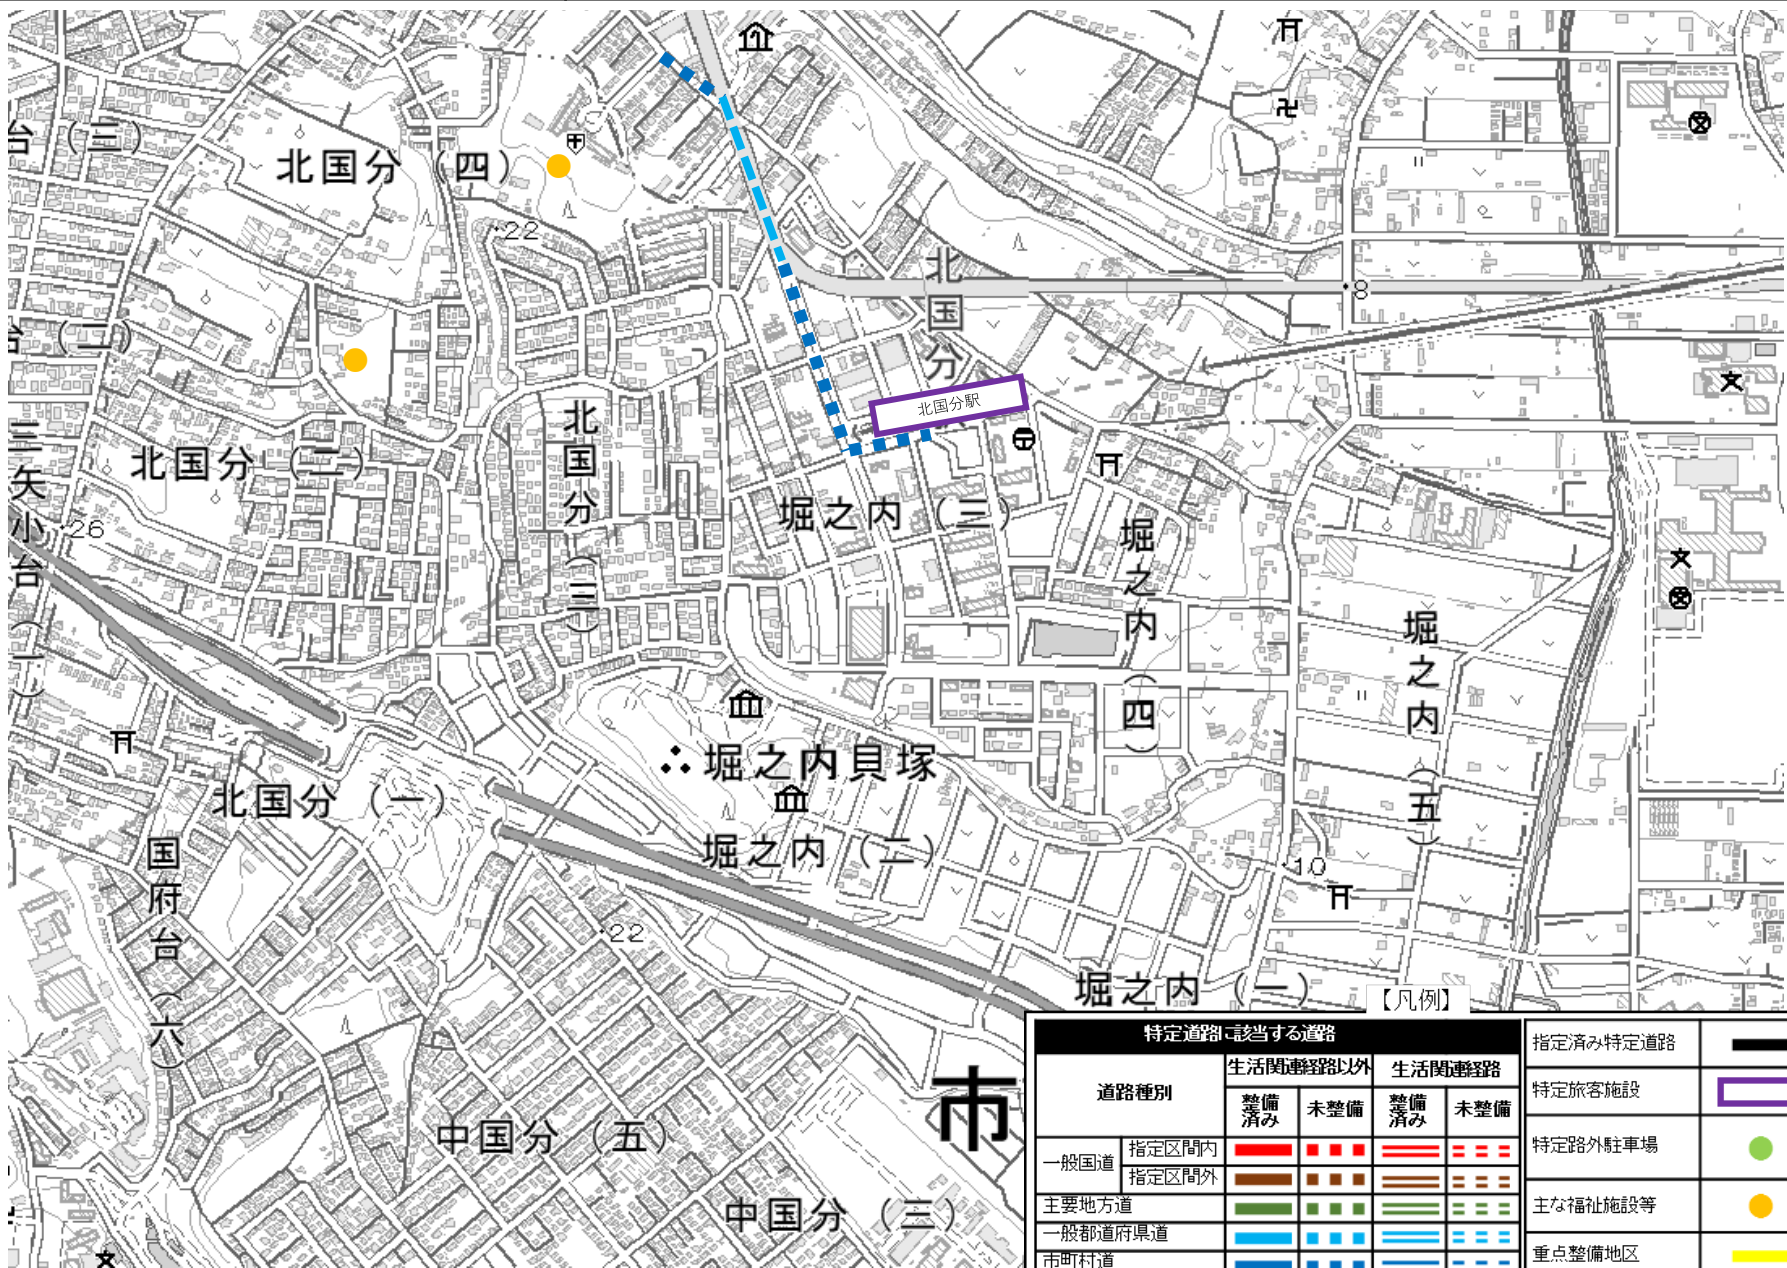 台(三)
北国分(四)
22
北国分
8
台(二)
北国分駅
北国分(二)
北国分(三)
三矢小台(一)
26
堀之内(三)
堀之内(四)
堀之内(五)
堀之内貝塚
北国分(一)
堀之内(二)
国府台(六)
10
22
堀之内(一)
市
中国分(五)
中国分(三)
【凡例】
特定道路に該当する道路
道路種別
生活関連経路以外
生活関連経路
整備済み
未整備
整備済み
未整備
一般国道
指定区間内
指定区間外
主要地方道
一般都道府県道
市町村道
指定済み特定道路
特定旅客施設
特定路外駐車場
主な福祉施設等
重点整備地区